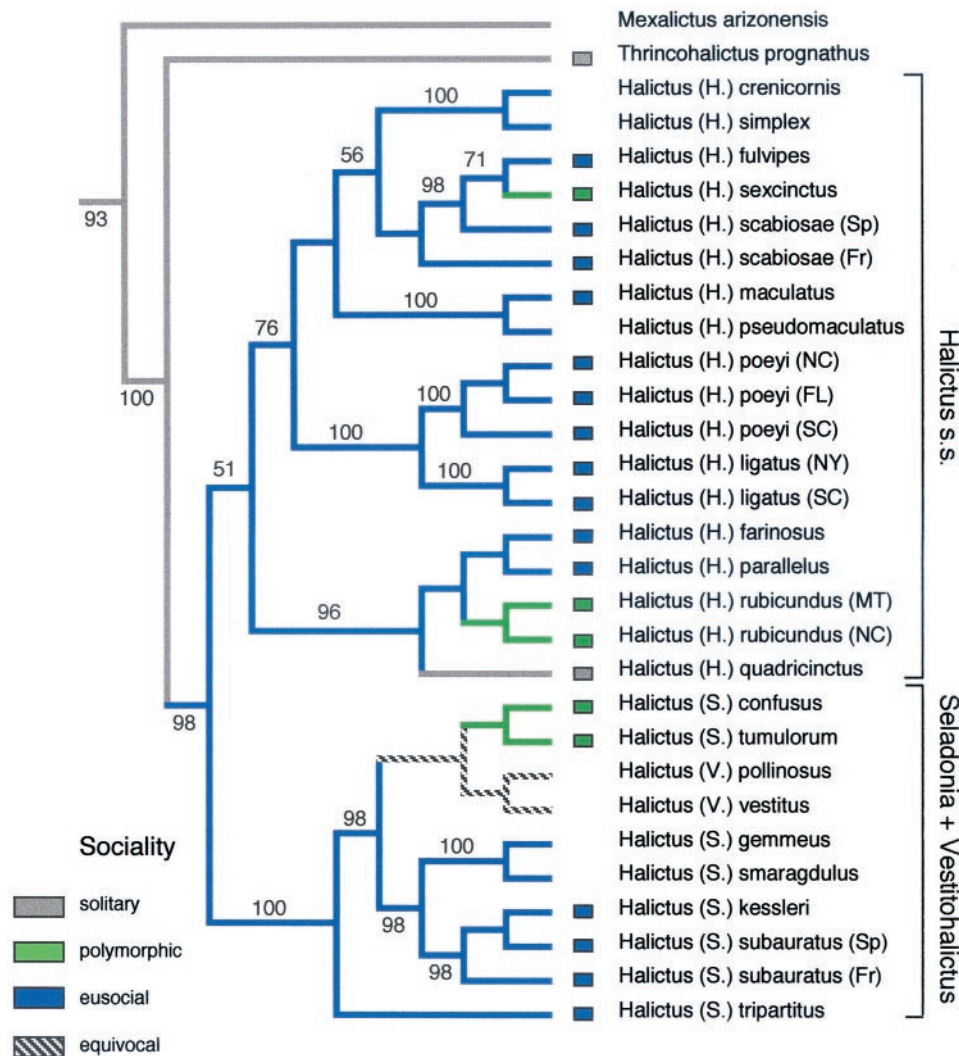 Mexalictus arizonensis
Thrincohalictus prognathus
Halictus (H.) crenicornis
100
Halictus (H.) simplex
56
71
Halictus (H.) fulvipes
98
Halictus (H.) sexcinctus
93
Halictus (H.) scabiosae (Sp)
Halictus (H.) scabiosae (Fr)
100
Halictus (H.) maculatus
76
Halictus (H.) pseudomaculatus
Halictus (H.) poeyi (NC)
100
100
Halictus (H.) poeyi (FL)
100
Halictus (H.) poeyi (SC)
51
100
Halictus (H.) ligatus (NY)
Halictus (H.) ligatus (SC)
Halictus (H.) farinosus
Halictus (H.) parallelus
96
Halictus (H.) rubicundus (MT)
Halictus (H.) rubicundus (NC)
Halictus (H.) quadricinctus
Halictus s.s.
98
Halictus (S.) confusus
Halictus (S.) tumulorum
Halictus (V.) pollinosus
Halictus (V.) vestitus
98
Halictus (S.) gemmeus
100
Halictus (S.) smaragdulus
98
100
Halictus (S.) kessleri
Halictus (S.) subauratus (Sp)
98
Halictus (S.) subauratus (Fr)
Halictus (S.) tripartitus
Seladonia + Vestitohalictus
Sociality
solitary
polymorphic
eusocial
equivocal